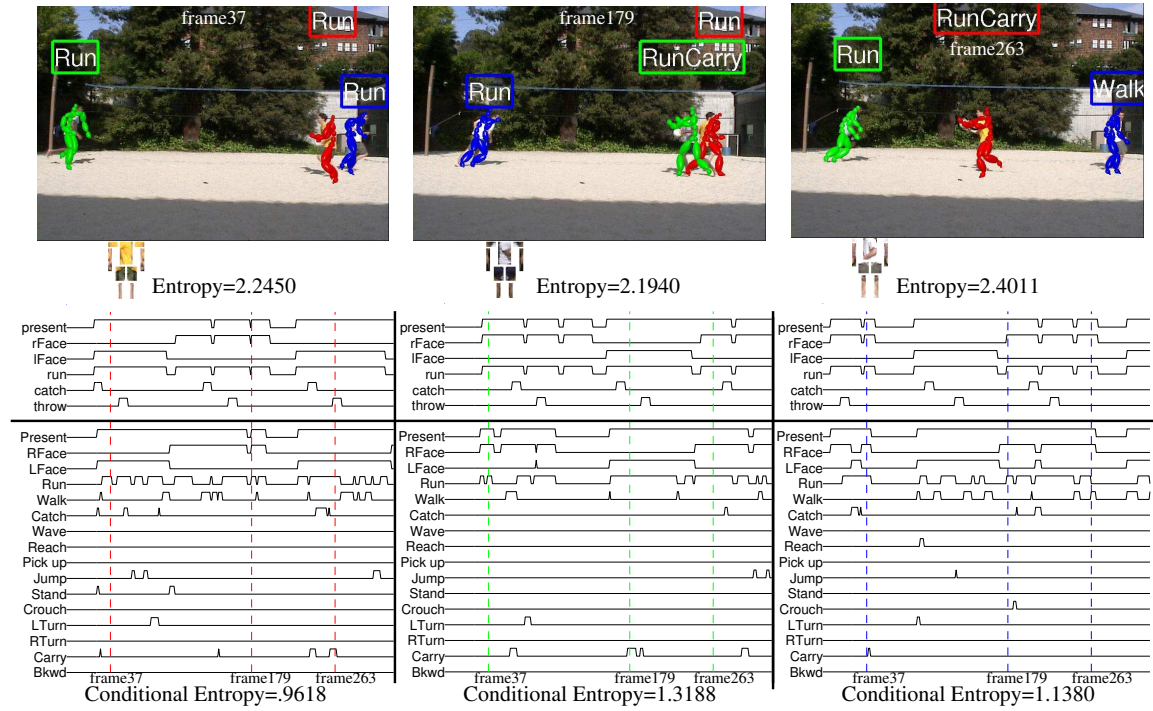 frame37
Run
Run
Run
frame179
Run
RunCarry
Run
RunCarry
frame263
Run
Walk
Entropy=2.2450
Entropy=2.1940
Entropy=2.4011
present
rFace
lFace
run
catch
throw
present
rFace
lFace
run
catch
throw
present
rFace
lFace
run
catch
throw
Present
RFace
LFace
Run
Walk
Catch
Wave
Reach
Pick up
Jump
Stand
Crouch
LTurn
RTurn
Carry
Bkwd
frame37 frame179 frame263
Conditional Entropy=.9618
Present
RFace
LFace
Run
Walk
Catch
Wave
Reach
Pick up
Jump
Stand
Crouch
LTurn
RTurn
Carry
Bkwd
frame37 frame179 frame263
Conditional Entropy=1.3188
Present
RFace
LFace
Run
Walk
Catch
Wave
Reach
Pick up
Jump
Stand
Crouch
LTurn
RTurn
Carry
Bkwd
frame37 frame179 frame263
Conditional Entropy=1.1380